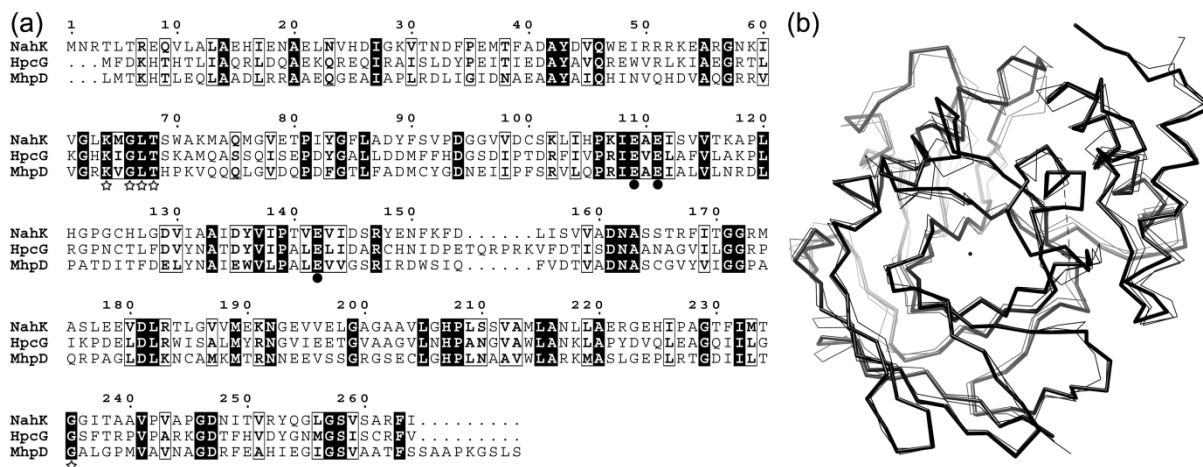 (a)
1 10 20 30 40 50 60
NahK MNRTLTREQVLALAEHIENAELNVHDIGKVTNDFPEMTFADAYDVQWEIRRRKEARGNKI
HpcG ...MFDKHTHTLIAQRLDQAEKQREQIRAISLDYPEITIEDAYAVQREWVRLKIAEGRTL
MhpD ...LMTKHTLEQLAADLRRAAEQGEAIAPLRDLIGIDNAEAAYAIQHINVQHDVAQGRRV
70 80 90 100 110 120
NahK VGLKMGLTSWAKMAQMGVETPIYGFLADYFSVPDGGVVDCSKLIHPKIEAEISVVTKAPL
HpcG KGHKIGLTSKAMQASSQISEPDYGALLDDMFFHDGSDIPTDRFIVPRIEVELAFVLAKPL
MhpD VGRKVGLTHPKVQQQLGVDQPDFGTLFADMCYGDNEIIPFSRVLQPRIEAEIALVLNRDL
130 140 150 160 170
NahK HGPGCHLGDVIAAIDYVIPTVEVIDSRYENFKFD......LISVVADNASSTRFITGGRM
HpcG RGPNCTLFDVYNATDYVIPALELIDARCHNIDPETQRPRKVFDTISDNAANAGVILGGRP
MhpD PATDITFDELYNAIEWVLPALEVVGSRIRDWSIQ......FVDTVADNASCGVYVIGGPA
180 190 200 210 220 230
NahK ASLEEVDLRTLGVVMEKNGEVVELGAGAAVLGHPLSSVAMLANLLAERGEHIPAGTFIMT
HpcG IKPDELDLRWISALMYRNGVIEETGVAAGVLNHPANGVAWLANKLAPYDVQLEAGQIILG
MhpD QRPAGLDLKNCAMKMTRNNEEVSSGRGSECLGHPLNAAVWLARKMASLGEPLRTGDIILT
240 250 260
NahK GGITAAVPVAPGDNITVRYQGLGSVSARFI.........
HpcG GSFTRPVPARKGDTFHVDYGNMGSISCRFV.........
MhpD GALGPMVAVNAGDRFEAHIEGIGSVAATFSSAAPKGSLS
(b)